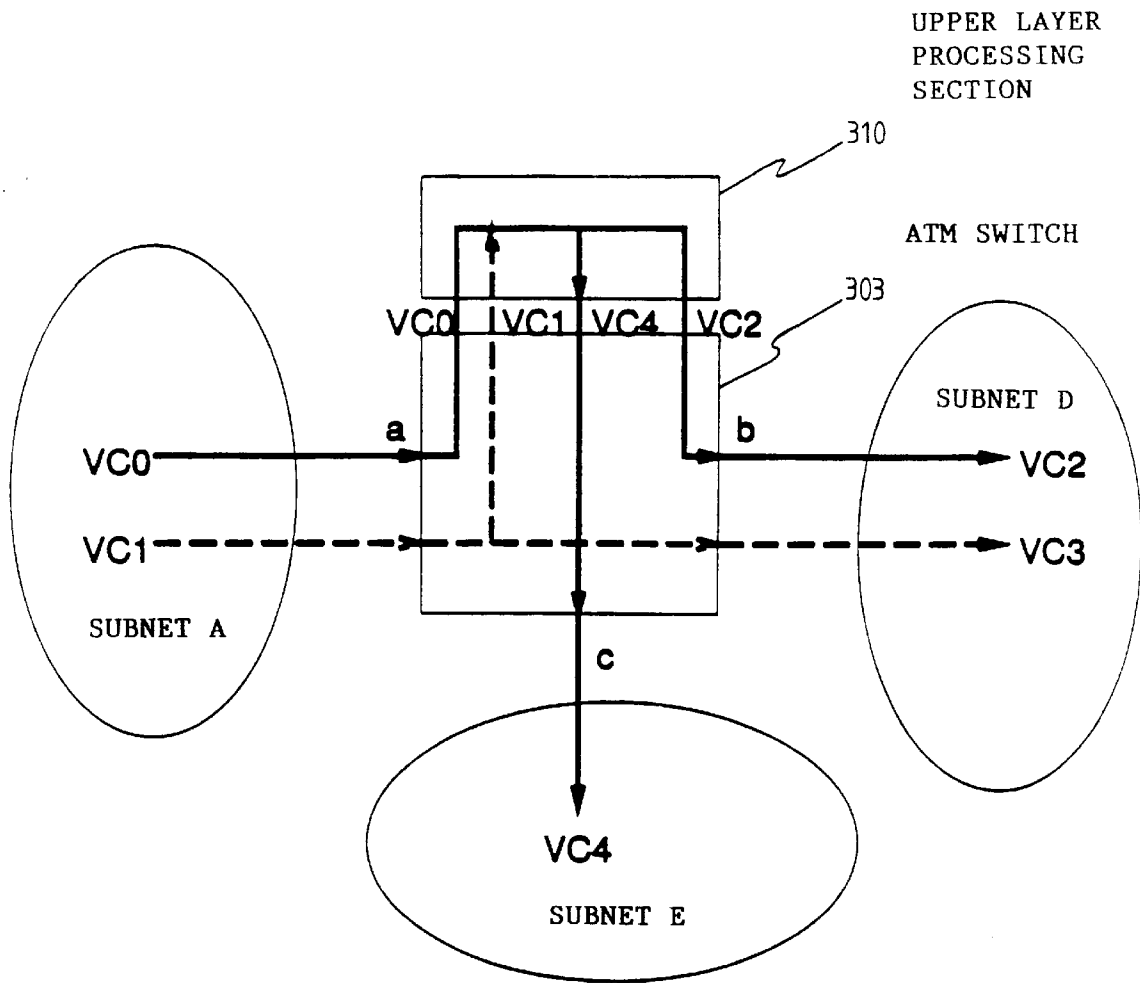 UPPER LAYER
PROCESSING
SECTION
310
ATM SWITCH
303
VC0 VC1 VC4 VC2
SUBNET D
a b
VC0 VC2
VC1 VC3
SUBNET A
c
VC4
SUBNET E